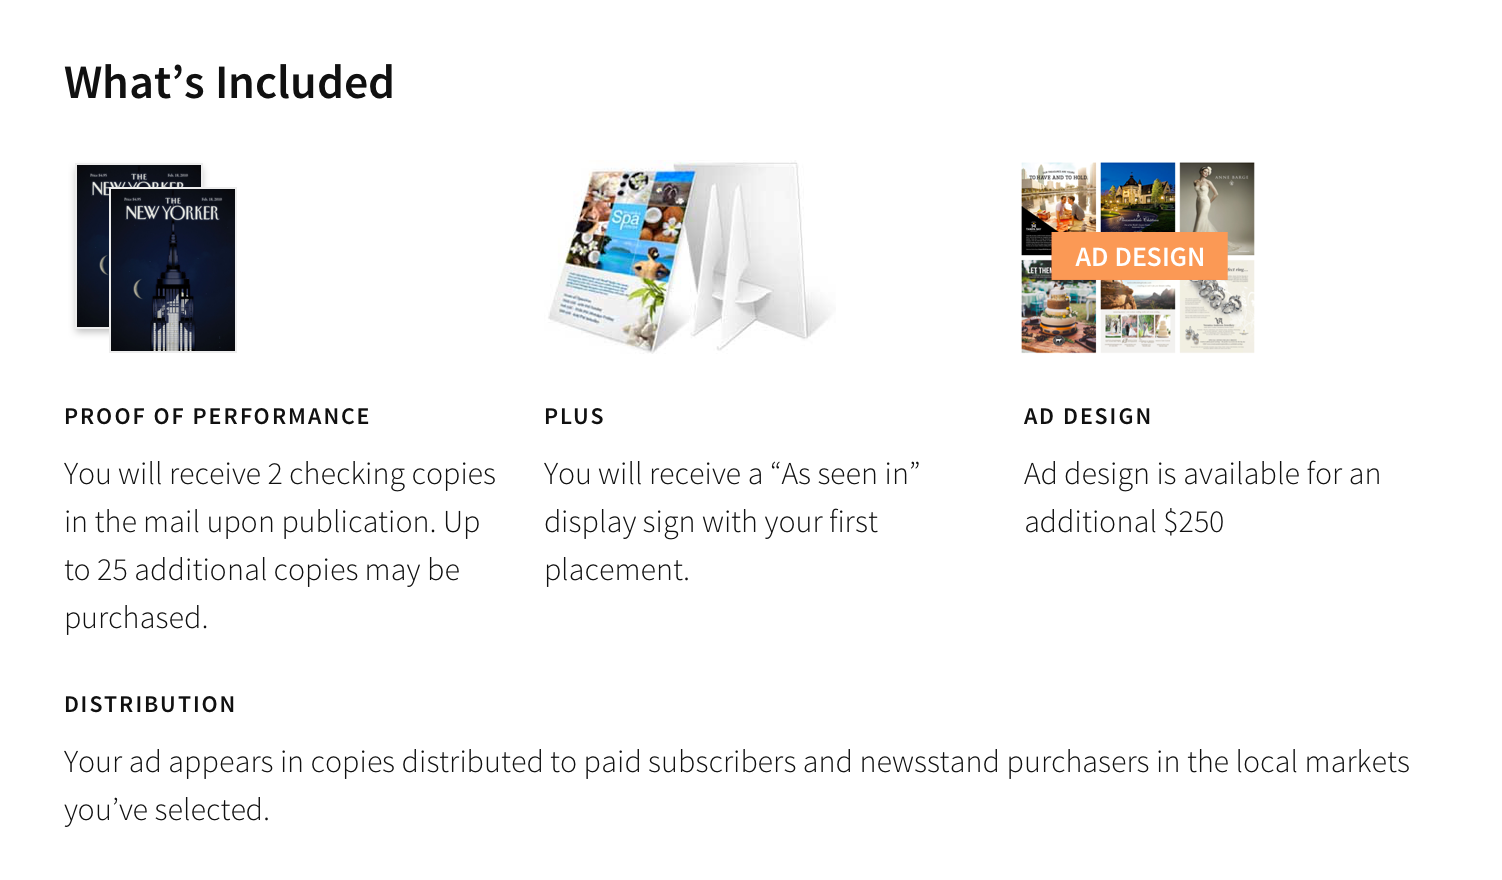 What’s Included
THE
NEW YORKER
THE
NEW YORKER
Spa
TO HAVE AND TO HOLD.
ANNE BARGE
AD DESIGN
PROOF OF PERFORMANCE
You will receive 2 checking copies
in the mail upon publication. Up
to 25 additional copies may be
purchased.
PLUS
You will receive a “As seen in”
display sign with your first
placement.
AD DESIGN
Ad design is available for an
additional $250
DISTRIBUTION
Your ad appears in copies distributed to paid subscribers and newsstand purchasers in the local markets
you’ve selected.